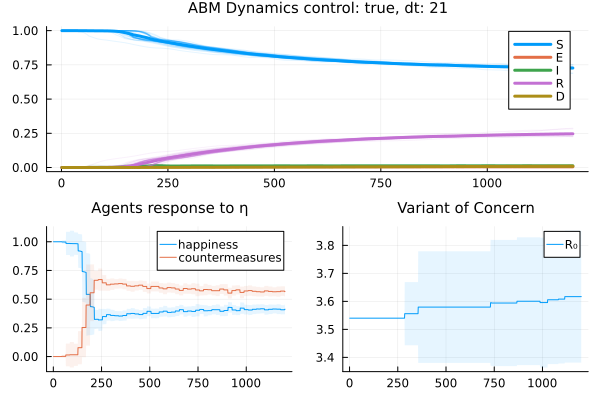 ABM Dynamics control: true, dt: 21
1.00
0.75
0.50
0.25
0.00
S
E
I
R
D
0 250 500 750 1000
Agents response to η
1.00
0.75
0.50
0.25
0.00
happiness
countermeasures
0 250 500 750 1000
Variant of Concern
3.8
3.7
3.6
3.5
3.4
R₀
0 250 500 750 1000